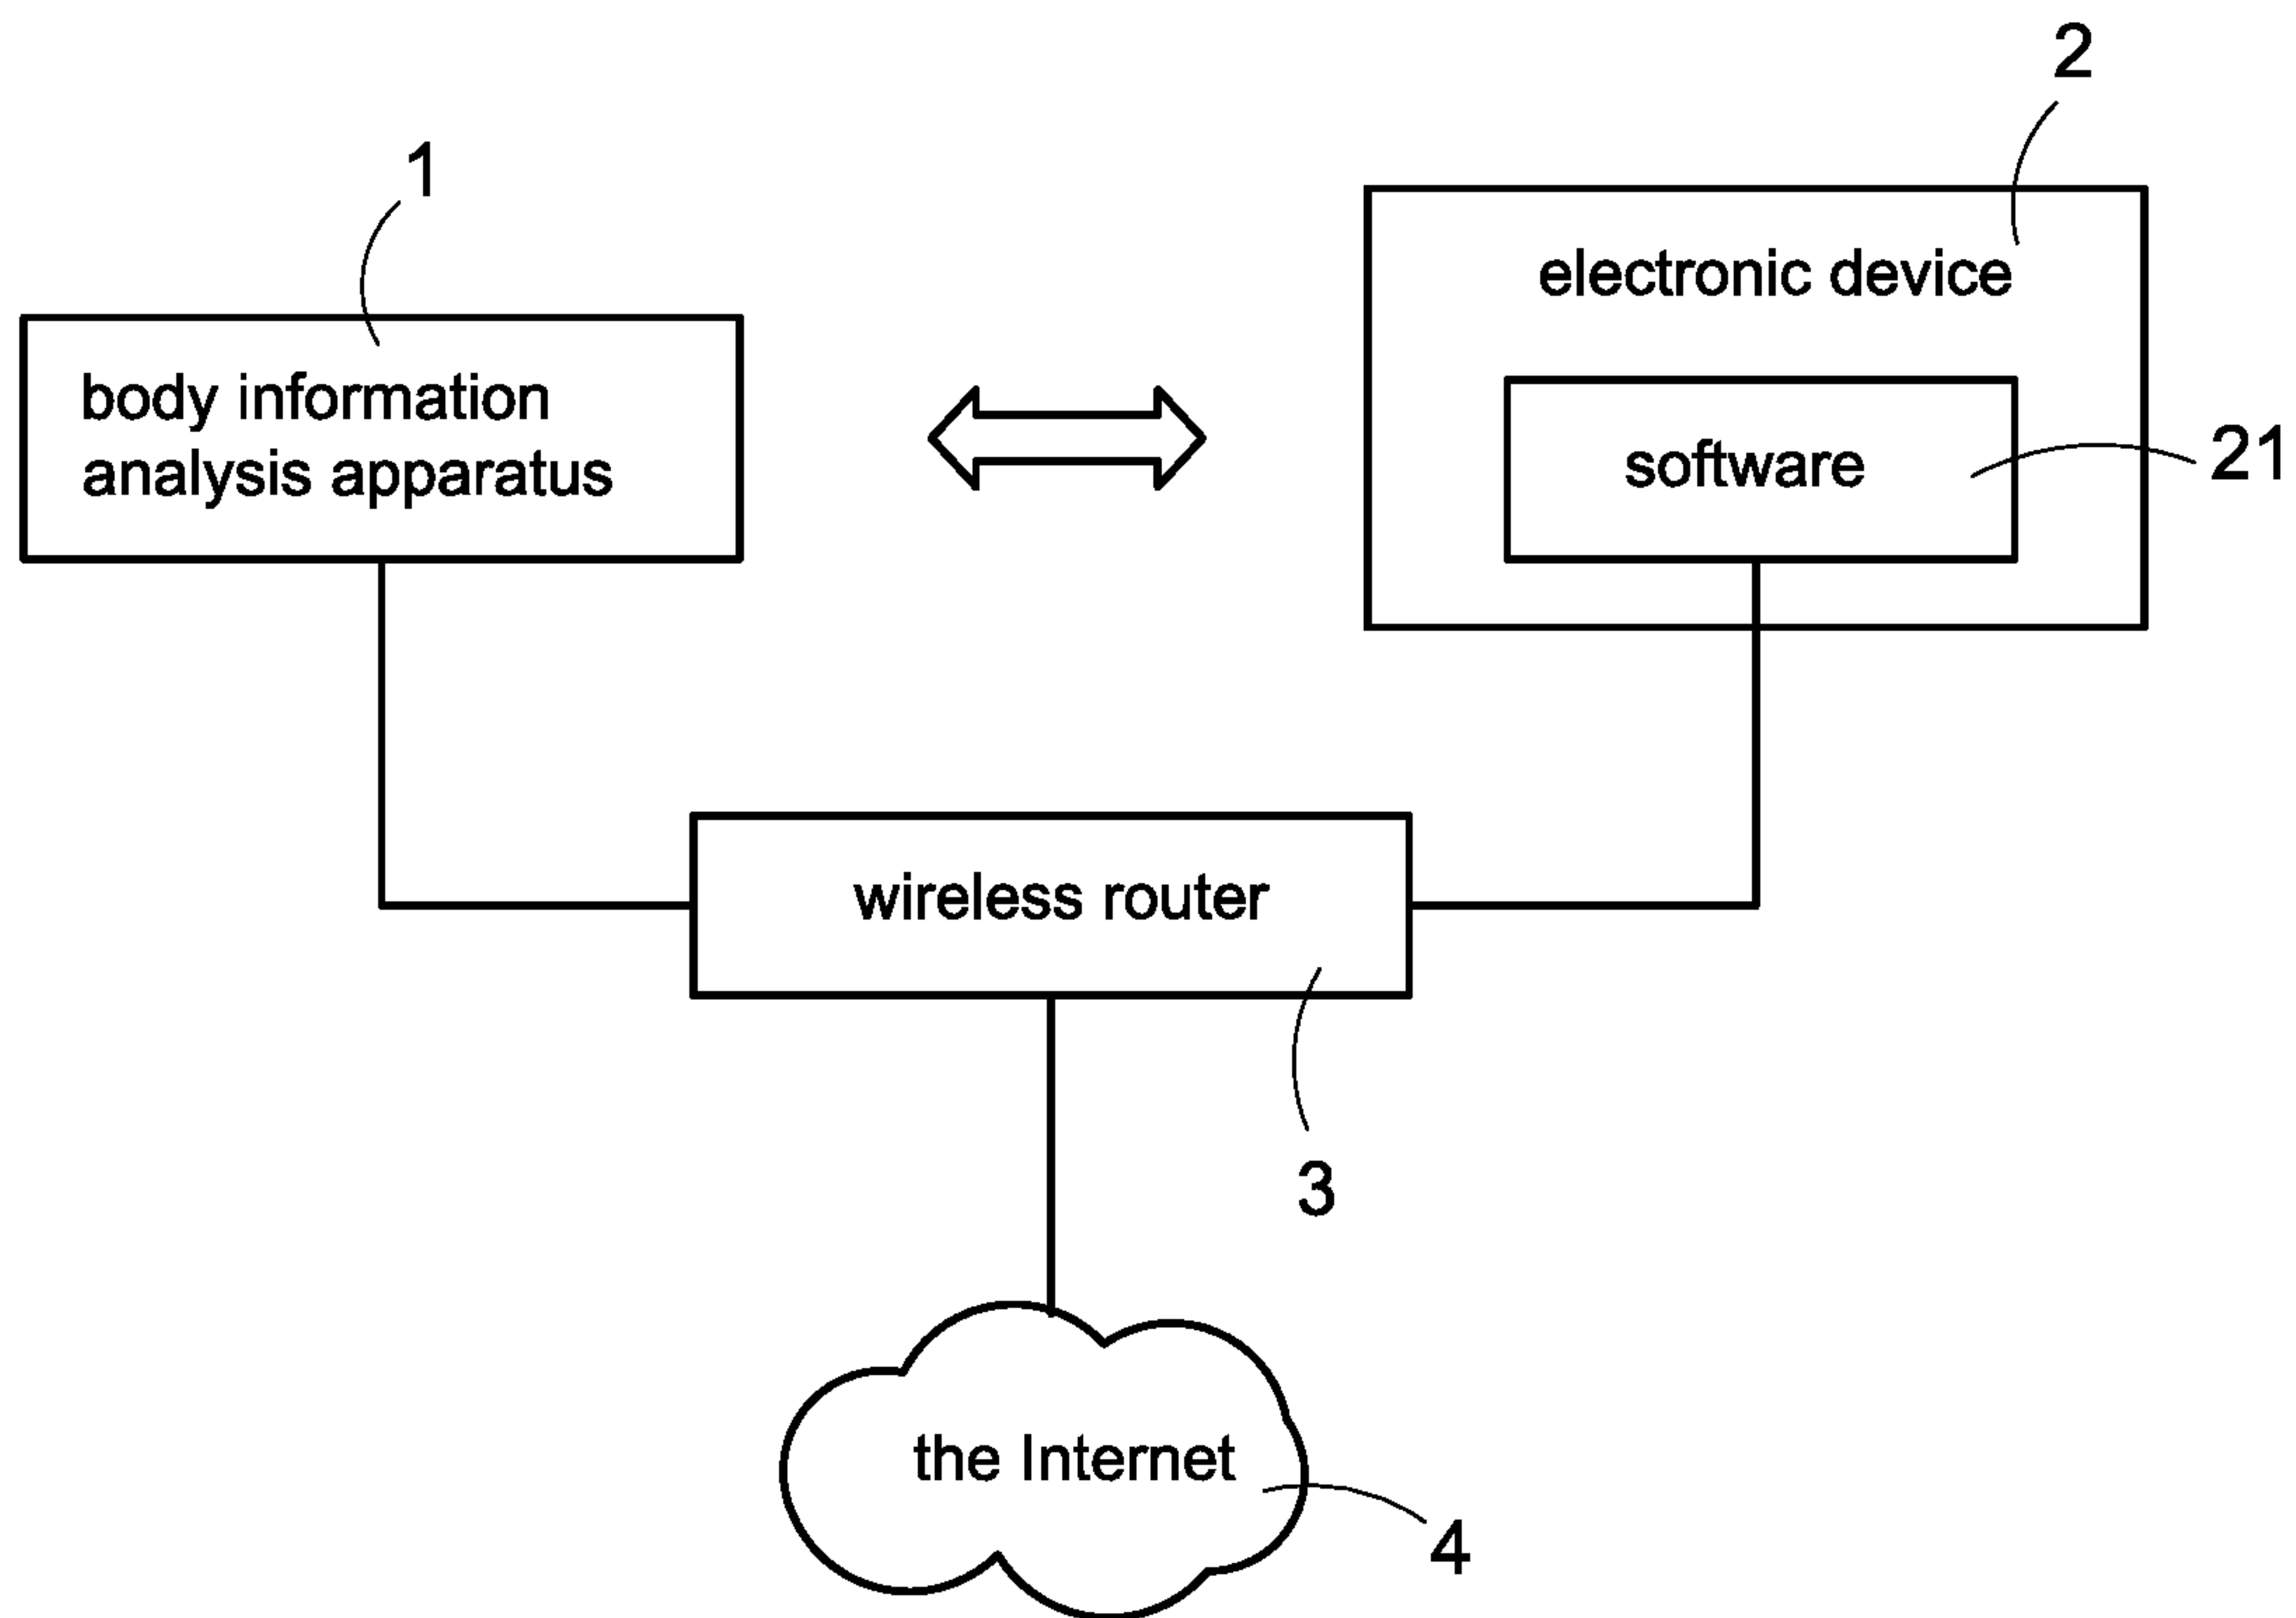 2
1
electronic device
body information
analysis apparatus
software
21
wireless router
3
the Internet
4